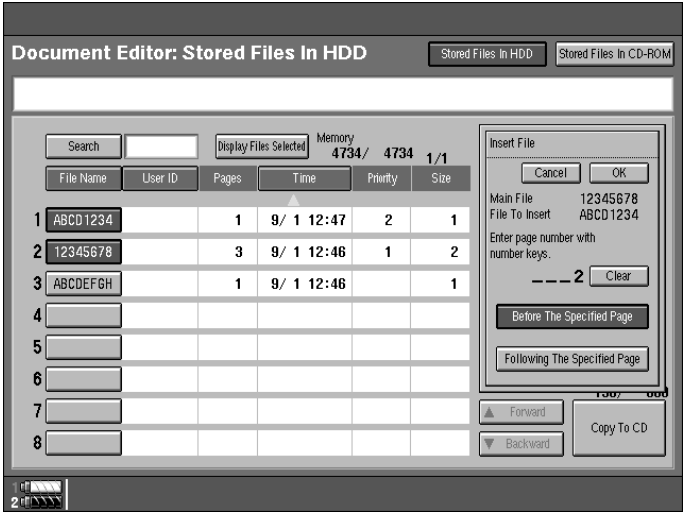 Document Editor: Stored Files In HDD
Stored Files In HDD
Stored Files In CD-ROM
Search
Display Files Selected
Memory
4734/ 4734
1/1
File Name User ID Pages Time Priority Size
1 ABCD1234 1 9/ 1 12:47 2 1
2 12345678 3 9/ 1 12:46 1 2
3 ABCDEFGH 1 9/ 1 12:46 1
4
5
6
7
8
Insert File
Cancel OK
Main File 12345678
File To Insert ABCD1234
Enter page number with
number keys.
___2 Clear
Before The Specified Page
Following The Specified Page
Forward
Backward
Copy To CD
1
2